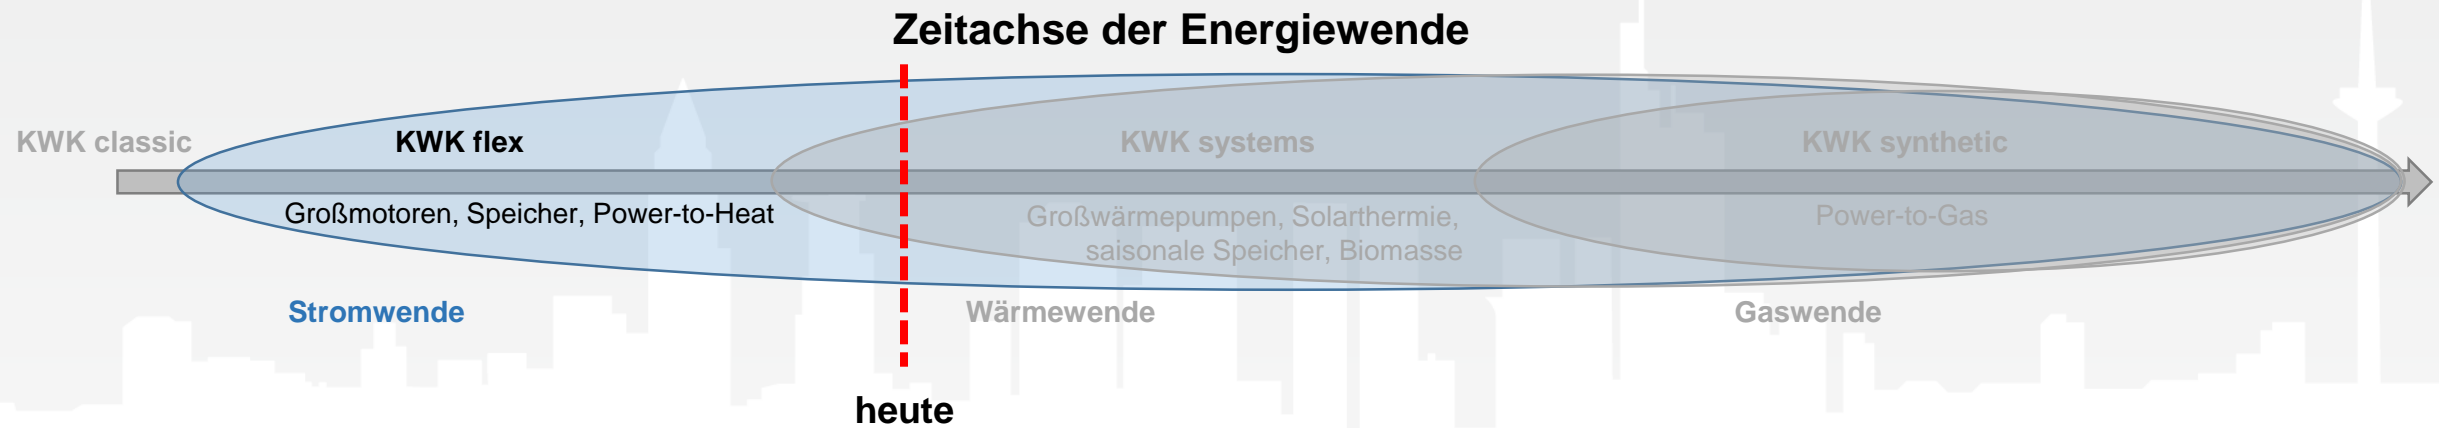 Zeitachse der Energiewende
KWK classic
KWK flex
KWK systems
KWK synthetic
Großmotoren, Speicher, Power-to-Heat
Großwärmepumpen, Solarthermie,
saisonale Speicher, Biomasse
Power-to-Gas
Stromwende
Wärmewende
Gaswende
heute